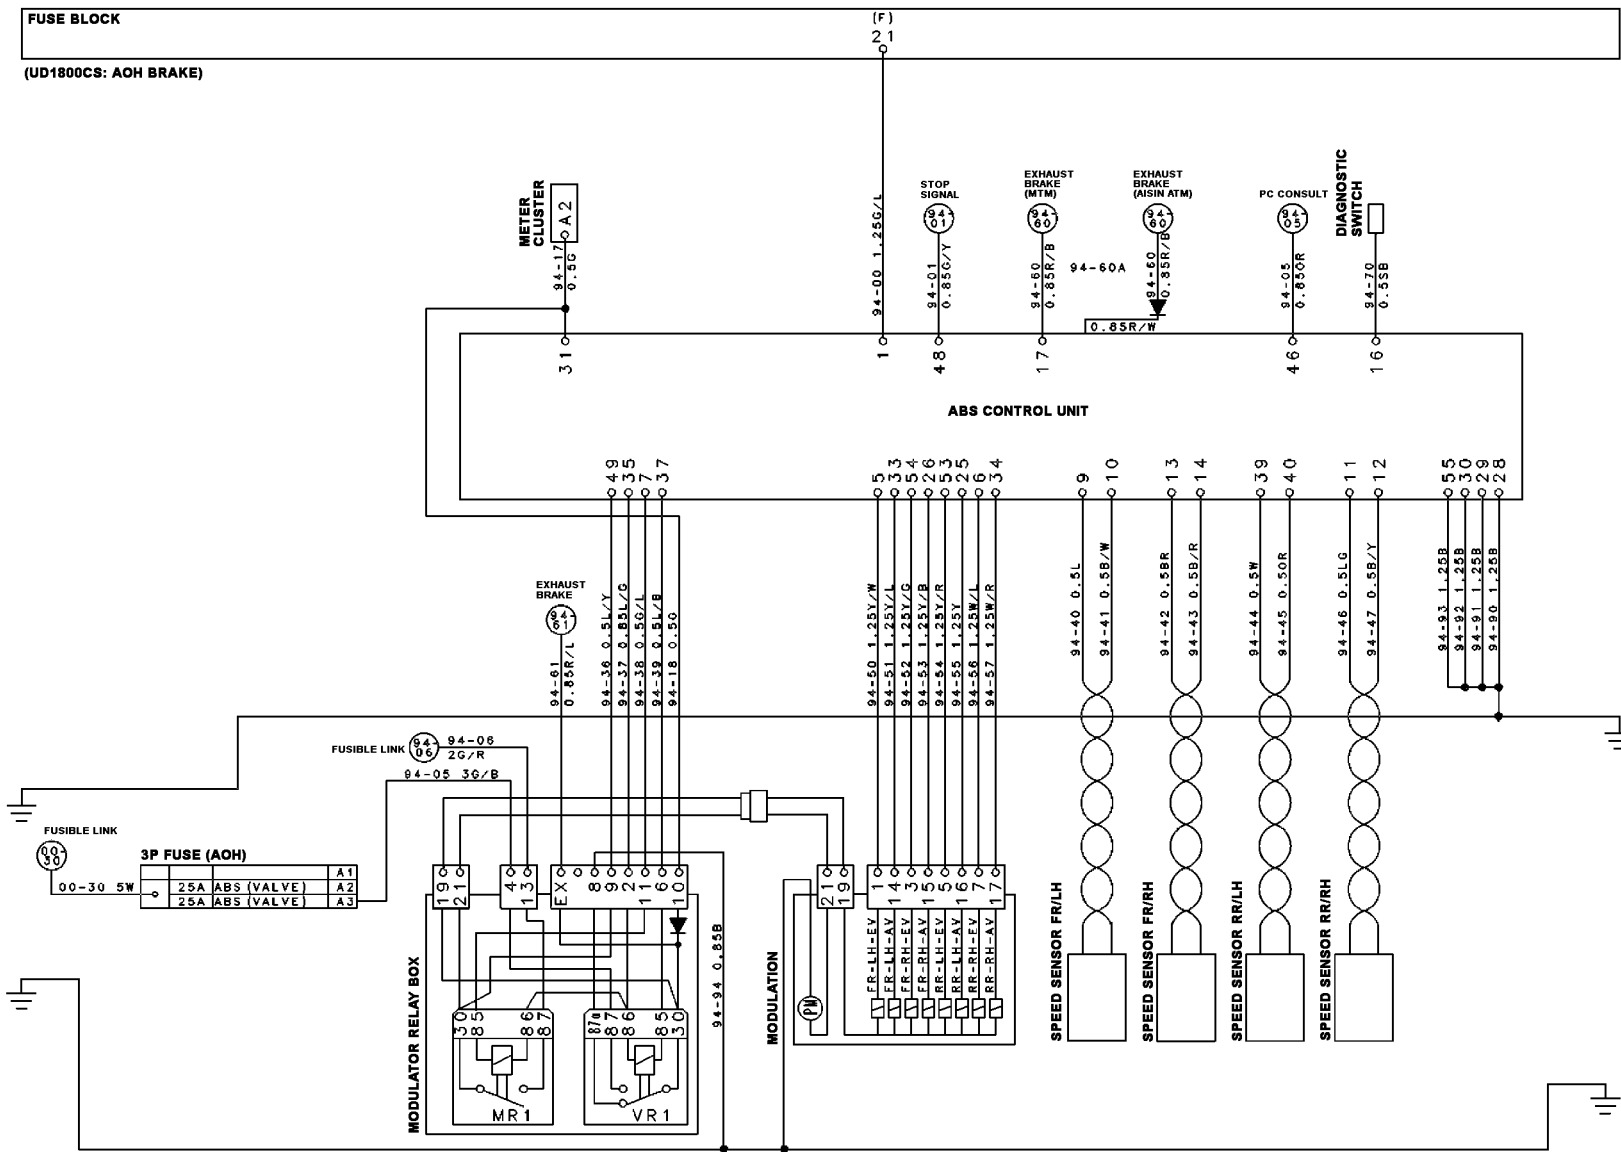 FUSE BLOCK
(F)
21
(UD1800CS: AOH BRAKE)
METER
CLUSTER
A2
94-17
0.5G
94-00 1.25G/L
STOP
SIGNAL
94-
01
94-01
0.85G/Y
EXHAUST
BRAKE
(MTM)
94-
60
94-60
0.85R/B
94-60A
EXHAUST
BRAKE
(AISIN ATM)
94-
60
94-60
0.85R/B
0.85R/W
PC CONSULT
94-
05
94-05
0.85OR
DIAGNOSTIC
SWITCH
94-70
0.5SB
31
1
48
17
46
16
ABS CONTROL UNIT
49
35
7
37
5
33
54
26
53
25
6
34
9
10
13
14
39
40
11
12
55
30
29
28
EXHAUST
BRAKE
94-
61
94-61
0.85R/L
94-36 0.5L/Y
94-37 0.85L/G
94-38 0.5G/L
94-39 0.5L/B
94-18 0.5G
94-50 1.25Y/W
94-51 1.25Y/L
94-52 1.25Y/G
94-53 1.25Y/B
94-54 1.25Y/R
94-55 1.25Y
94-56 1.25W/L
94-57 1.25W/R
94-40 0.5L
94-41 0.5B/W
94-42 0.5BR
94-43 0.5B/R
94-44 0.5W
94-45 0.5OR
94-46 0.5LG
94-47 0.5B/Y
94-93 1.25B
94-92 1.25B
94-91 1.25B
94-90 1.25B
FUSIBLE LINK
94-
06
94-06
2G/R
94-05 3G/B
FUSIBLE LINK
00-
30
00-30 5W
3P FUSE (AOH)
A1
25A ABS (VALVE) A2
25A ABS (VALVE) A3
19
21
4
13
EX
8
9
2
11
6
10
21
19
1
14
3
15
5
16
7
17
MODULATOR RELAY BOX
30
85
86
87
MR1
87a
87
86
85
30
VR1
94-94 0.85B
MODULATION
PM
FR-LH-EV
FR-LH-AV
FR-RH-EV
FR-RH-AV
RR-LH-EV
RR-LH-AV
RR-RH-EV
RR-RH-AV
SPEED SENSOR FR/LH
SPEED SENSOR FR/RH
SPEED SENSOR RR/LH
SPEED SENSOR RR/RH